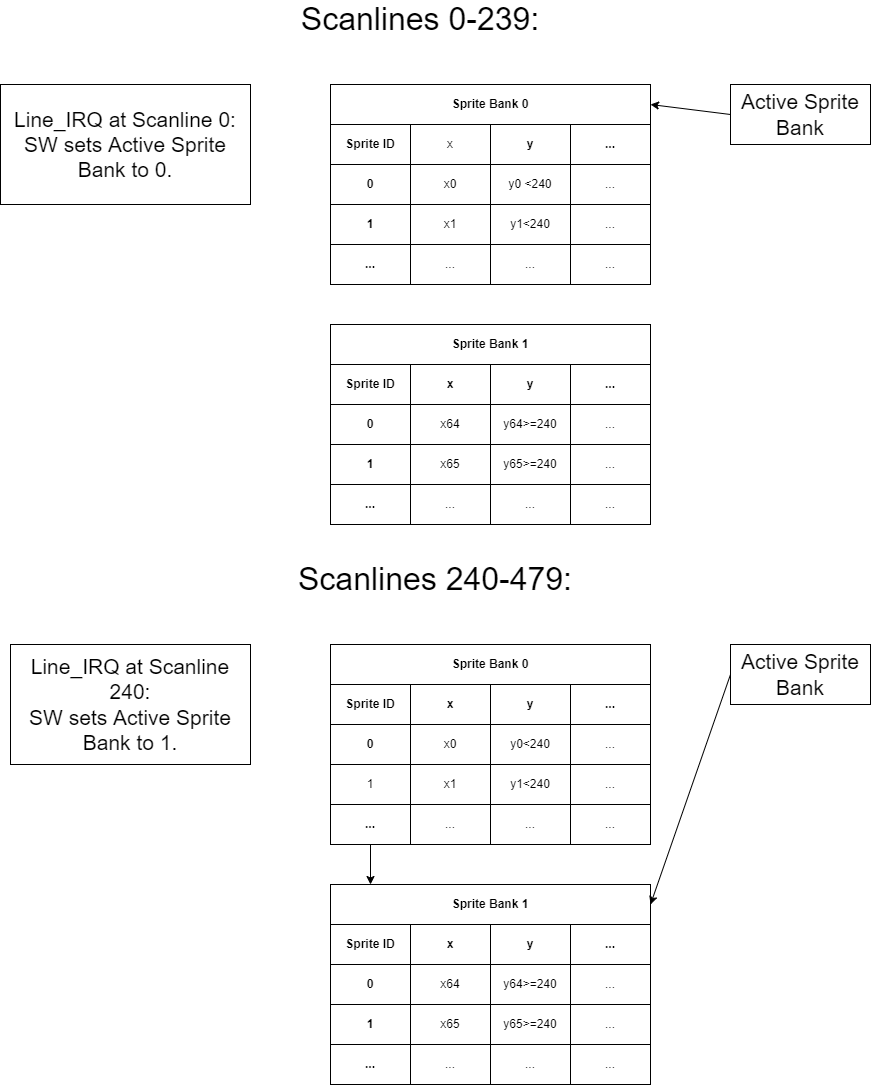 Scanlines 0-239:
Line_IRQ at Scanline 0:
SW sets Active Sprite
Bank to 0.
Sprite Bank 0
Sprite ID x y ...
0 x0 y0 <240 ...
1 x1 y1<240 ...
... ... ... ...
Active Sprite
Bank
Sprite Bank 1
Sprite ID x y ...
0 x64 y64>=240 ...
1 x65 y65>=240 ...
... ... ... ...
Scanlines 240-479:
Line_IRQ at Scanline
240:
SW sets Active Sprite
Bank to 1.
Sprite Bank 0
Sprite ID x y ...
0 x0 y0<240 ...
1 x1 y1<240 ...
... ... ... ...
Active Sprite
Bank
Sprite Bank 1
Sprite ID x y ...
0 x64 y64>=240 ...
1 x65 y65>=240 ...
... ... ... ...